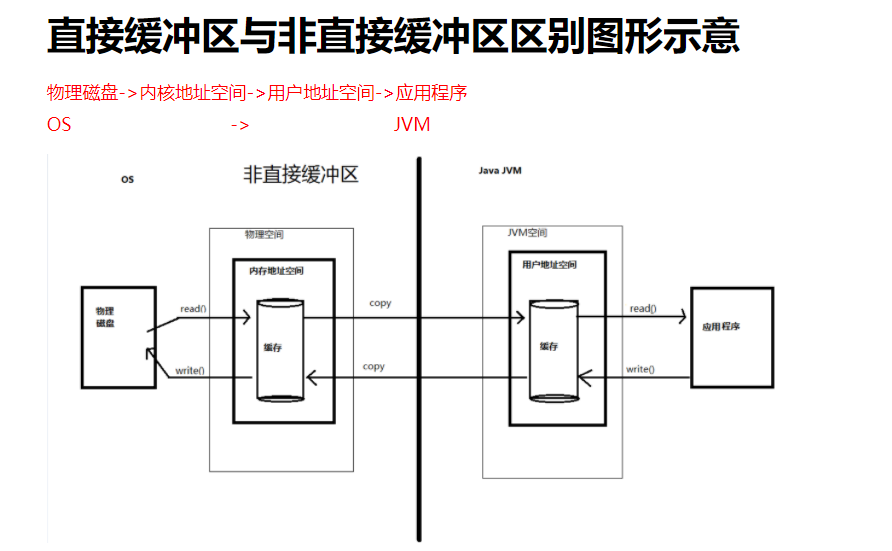 直接缓冲区与非直接缓冲区区别图形示意
物理磁盘->内核地址空间->用户地址空间->应用程序
OS -> JVM
OS 非直接缓冲区 Java JVM
物理空间 JVM空间
内存地址空间 用户地址空间
物理
磁盘
read() copy read()
应用程序
缓存 缓存
write() copy write()